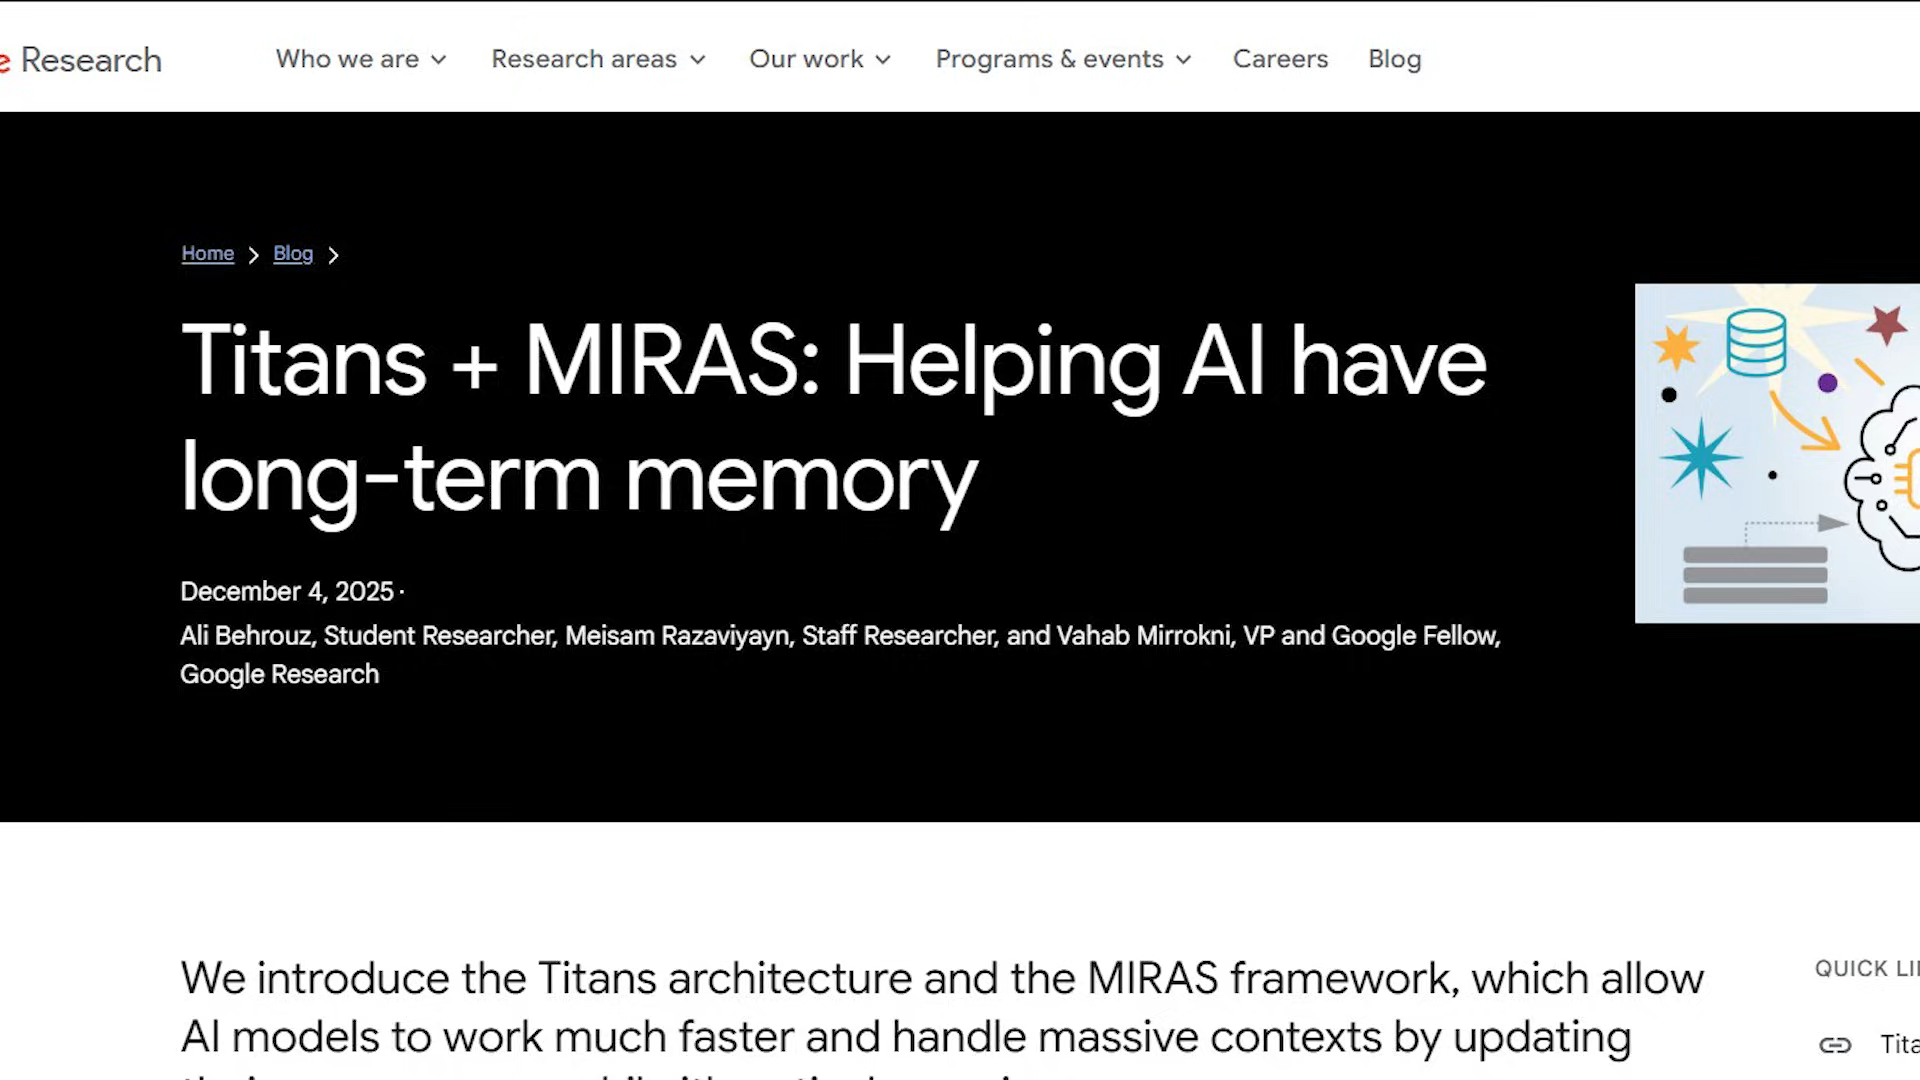 Research
Who we are
Research areas
Our work
Programs & events
Careers
Blog
Home
Blog
Titans + MIRAS: Helping AI have
long-term memory
December 4, 2025 ·
Ali Behrouz, Student Researcher, Meisam Razaviyayn, Staff Researcher, and Vahab Mirrokni, VP and Google Fellow,
Google Research
We introduce the Titans architecture and the MIRAS framework, which allow
AI models to work much faster and handle massive contexts by updating
QUICK